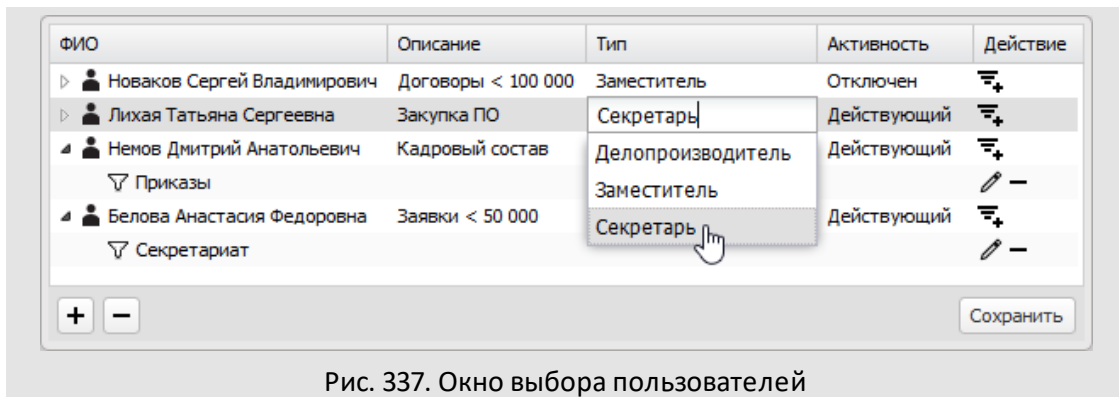 ФИО Описание Тип Активность Действие
Новаков Сергей Владимирович Договоры < 100 000 Заместитель Отключен
Лихая Татьяна Сергеевна Закупка ПО Секретарь Действующий
Немов Дмитрий Анатольевич Кадровый состав Делопроизводитель Действующий
Приказы Заместитель
Белова Анастасия Федоровна Заявки < 50 000 Секретарь Действующий
Секретариат
Сохранить
Рис. 337. Окно выбора пользователей